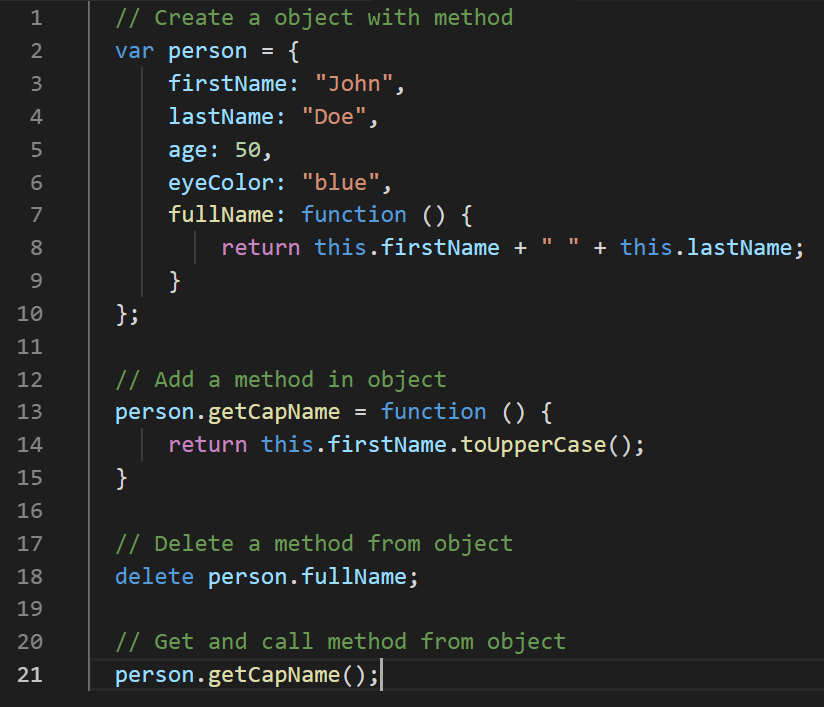 1 // Create a object with method
2 var person = {
3     firstName: "John",
4     lastName: "Doe",
5     age: 50,
6     eyeColor: "blue",
7     fullName: function () {
8         return this.firstName + " " + this.lastName;
9     }
10 };
11
12 // Add a method in object
13 person.getCapName = function () {
14     return this.firstName.toUpperCase();
15 }
16
17 // Delete a method from object
18 delete person.fullName;
19
20 // Get and call method from object
21 person.getCapName();